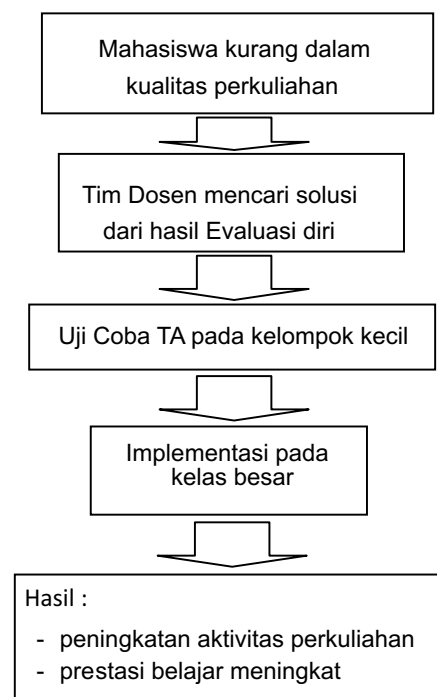 Mahasiswa kurang dalam
kualitas perkuliahan
Tim Dosen mencari solusi
dari hasil Evaluasi diri
Uji Coba TA pada kelompok kecil
Implementasi pada
kelas besar
Hasil :
- peningkatan aktivitas perkuliahan
- prestasi belajar meningkat